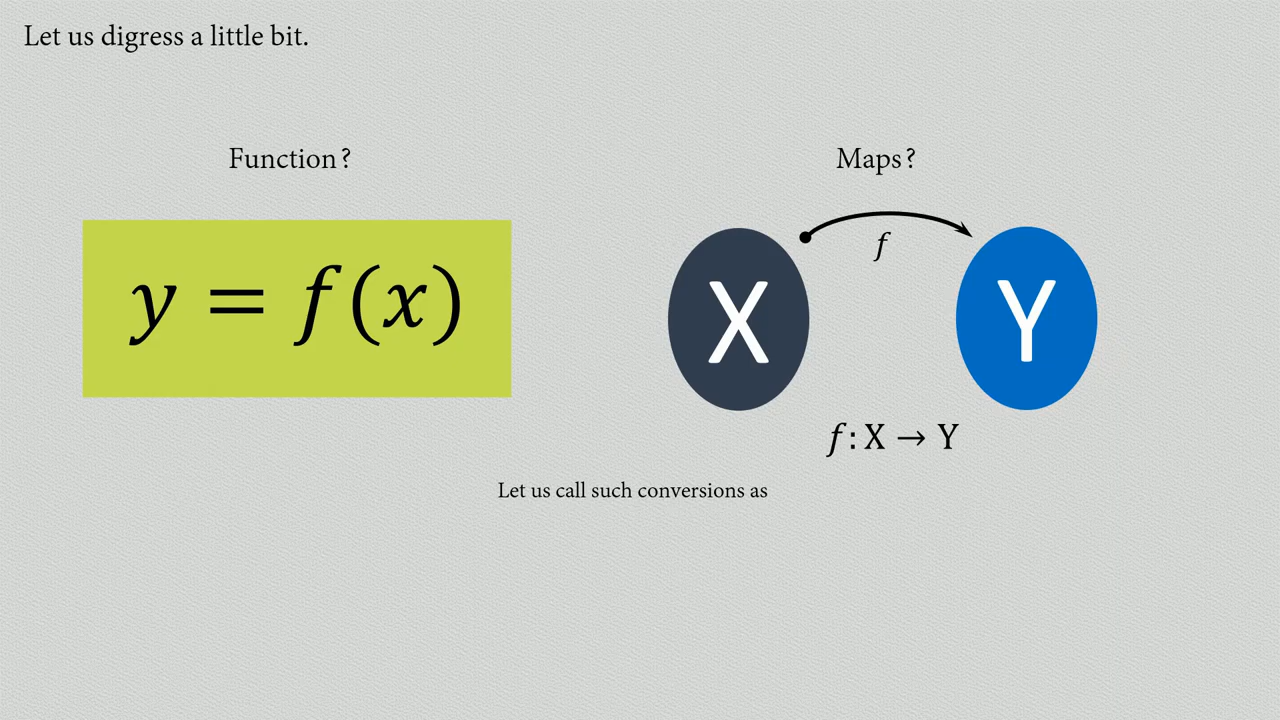 Let us digress a little bit.
Function?
y = f(x)
Maps?
f
X
Y
f: X → Y
Let us call such conversions as